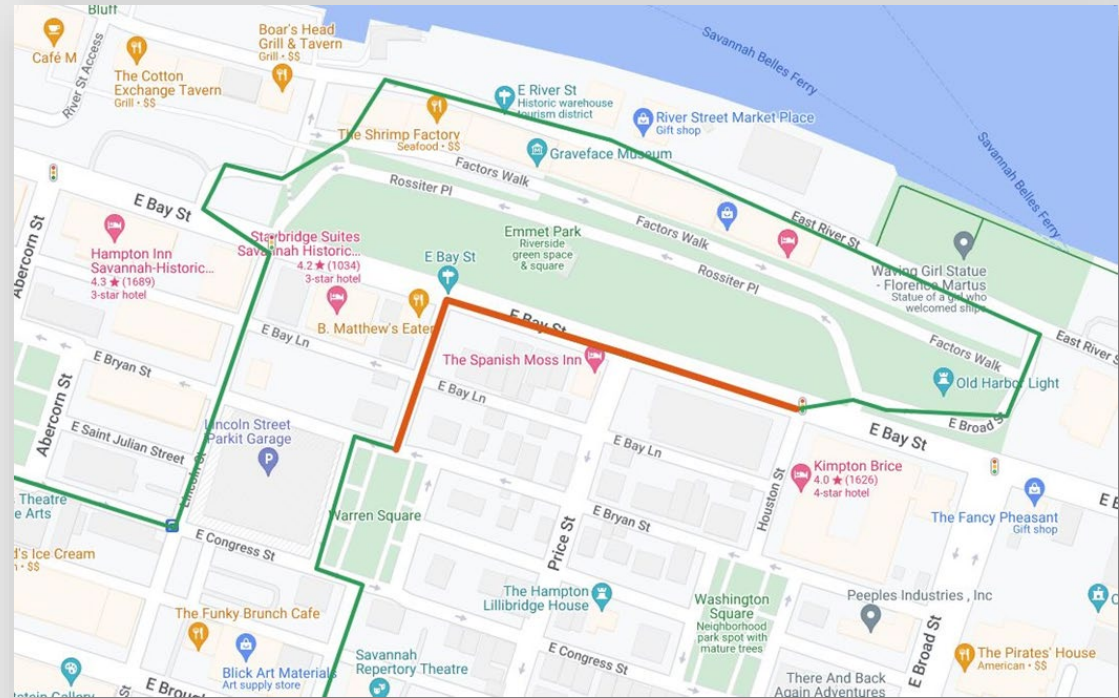 Bluff
Café M
River St Access
The Cotton
Exchange Tavern
Grill • $$
Boar's Head
Grill & Tavern
Grill • $$
Savannah Belles Ferry
Savannah Belles Ferry
E River St
Historic warehouse
tourism district
River Street Market Place
Gift shop
The Shrimp Factory
Seafood • $$
Graveface Museum
Factors Walk
Rossiter Pl
E Bay St
Abercorn St
Hampton Inn
Savannah-Historic...
4.3 ★ (1689)
3-star hotel
Staybridge Suites
Savannah Historic...
4.2 ★ (1034)
3-star hotel
E Bay St
Emmet Park
Riverside
green space
& square
Factors Walk
Rossiter Pl
East River St
Waving Girl Statue
- Florence Martus
Statue of a girl who
welcomed ships
East River S
Factors Walk
Old Harbor Light
E Broad St
B. Matthew's Eater
E Bay St
E Bay Ln
The Spanish Moss Inn
E Bryan St
Abercorn St
E Bay Ln
E Bay Ln
E Bay St
E Saint Julian Street
Lincoln Street
Parkit Garage
P
Lincoln St
Kimpton Brice
4.0 ★ (1626)
4-star hotel
Houston St
The Fancy Pheasant
Gift shop
E E
Theatre
e Arts
Warren Square
E Bryan St
Price St
E Congress St
d's Ice Cream
• $$
The Hampton
Lillibridge House
Washington
Square
Neighborhood
park spot with
mature trees
Peeples Industries , Inc
C
The Funky Brunch Cafe
Blick Art Materials
Art supply store
Savannah
Repertory Theatre
E Congress St
E Broad St
The Pirates' House
American • $$
There And Back
Again Adventures
tein Gallery
St
E Brou